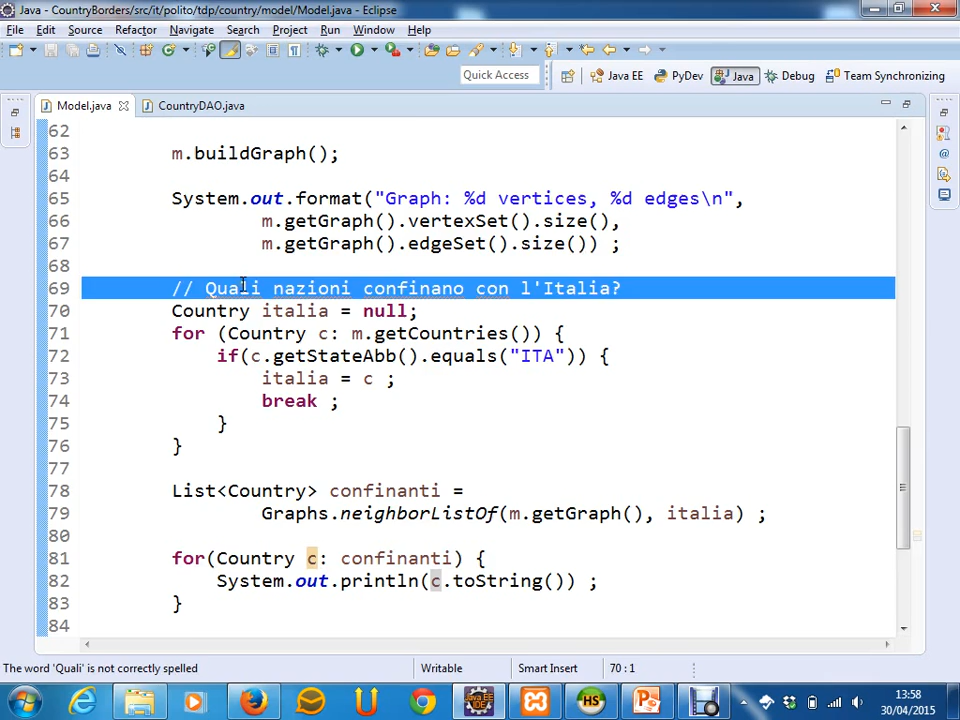 Java - CountryBorders/src/it/polito/tdp/country/model/Model.java - Eclipse
File Edit Source Refactor Navigate Search Project Run Window Help
Quick Access Java EE PyDev Java Debug Team Synchronizing
Model.java CountryDAO.java
62
63 m.buildGraph();
64
65 System.out.format("Graph: %d vertices, %d edges\n",
66 m.getGraph().vertexSet().size(),
67 m.getGraph().edgeSet().size()) ;
68
69 // Quali nazioni confinano con l'Italia?
70 Country italia = null;
71 for (Country c: m.getCountries()) {
72 if(c.getStateAbb().equals("ITA")) {
73 italia = c ;
74 break ;
75 }
76 }
77
78 List<Country> confinanti =
79 Graphs.neighborListOf(m.getGraph(), italia) ;
80
81 for(Country c: confinanti) {
82 System.out.println(c.toString()) ;
83 }
84
The word 'Quali' is not correctly spelled Writable Smart Insert 70 : 1
13:58
30/04/2015